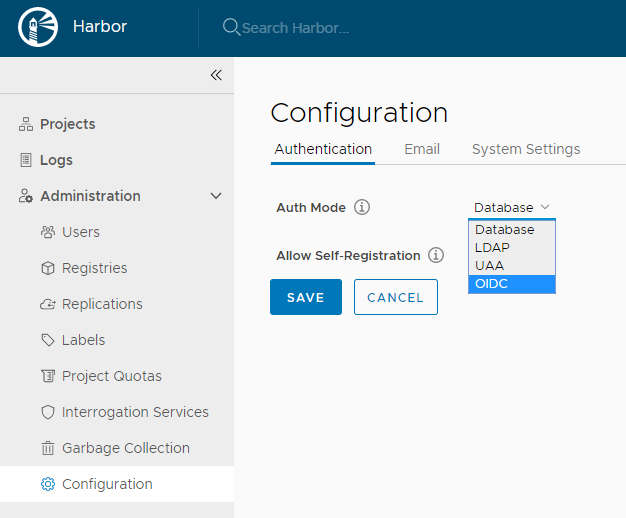 Harbor
Search Harbor...
Projects
Logs
Administration
Users
Registries
Replications
Labels
Project Quotas
Interrogation Services
Garbage Collection
Configuration
Configuration
Authentication Email System Settings
Auth Mode Database
Database
LDAP
UAA
OIDC
Allow Self-Registration
SAVE CANCEL